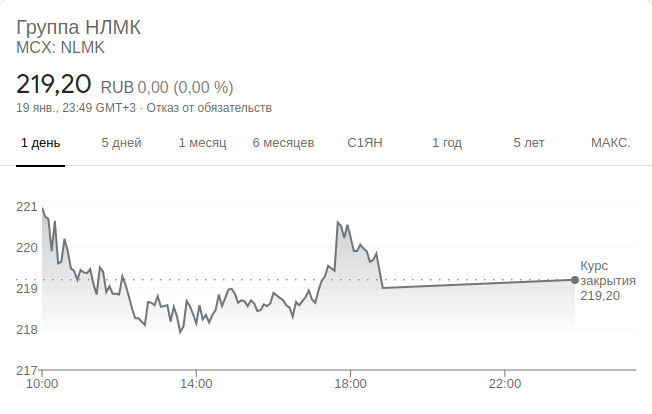 Группа НЛМК
MCX: NLMK
219,20 RUB 0,00 (0,00 %)
19 янв., 23:49 GMT+3 · Отказ от обязательств
1 день 5 дней 1 месяц 6 месяцев С1ЯН 1 год 5 лет МАКС.
221
220
219
218
217
Курс
закрытия
219,20
10:00 14:00 18:00 22:00